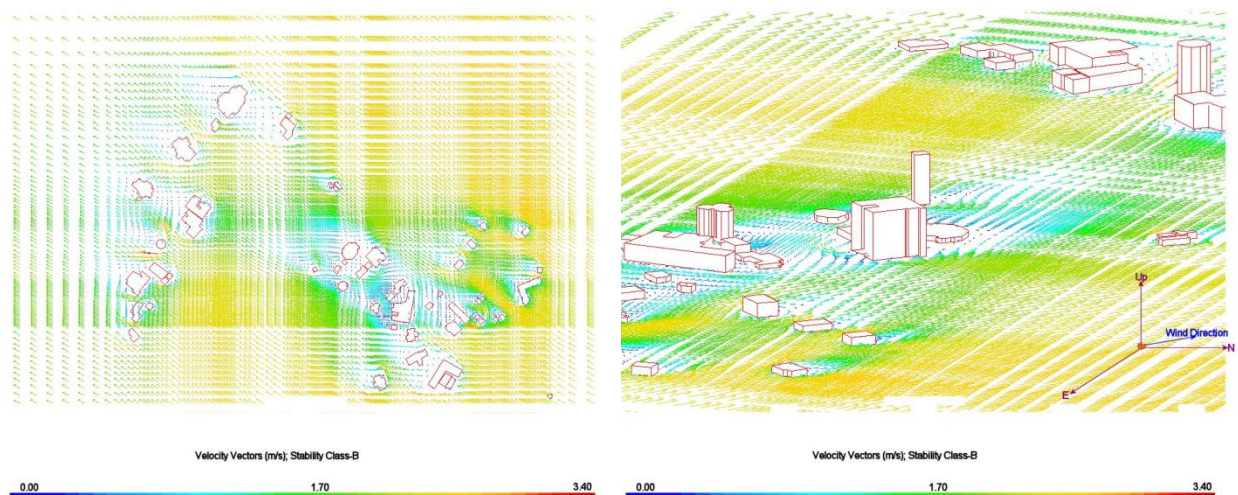 Up
Wind Direction
N
E
Velocity Vectors (m/s); Stability Class-B
0.00 1.70 3.40
Velocity Vectors (m/s); Stability Class-B
0.00 1.70 3.40